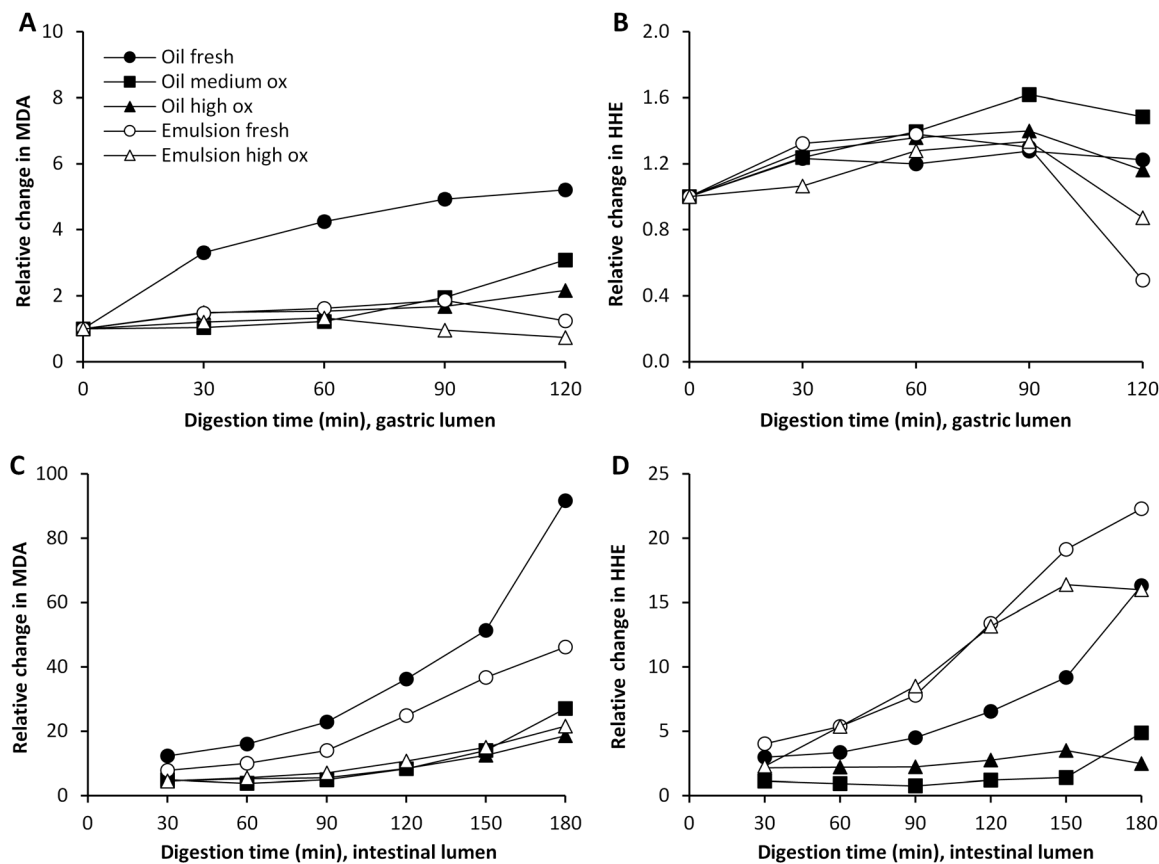 A
Relative change in MDA
10
8
6
4
2
0
Oil fresh
Oil medium ox
Oil high ox
Emulsion fresh
Emulsion high ox
0 30 60 90 120
Digestion time (min), gastric lumen
B
Relative change in HHE
2.0
1.6
1.2
0.8
0.4
0.0
0 30 60 90 120
Digestion time (min), gastric lumen
C
Relative change in MDA
100
80
60
40
20
0
0 30 60 90 120 150 180
Digestion time (min), intestinal lumen
D
Relative change in HHE
25
20
15
10
5
0
0 30 60 90 120 150 180
Digestion time (min), intestinal lumen